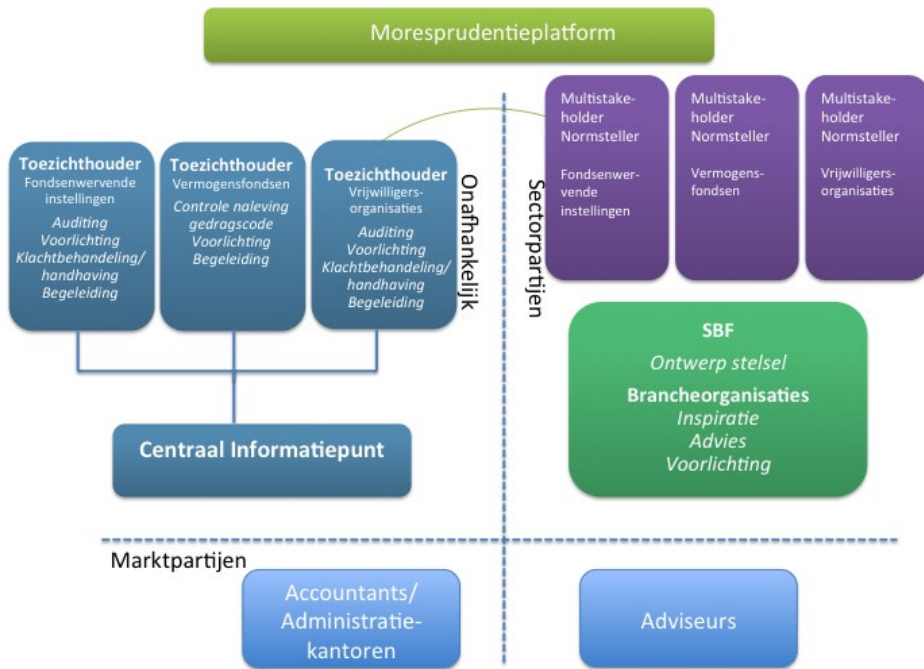 Moresprudentieplatform
Toezichthouder
Fondsenwervende
instellingen
Auditing
Voorlichting
Klachtbehandeling/
handhaving
Begeleiding
Toezichthouder
Vermogensfondsen
Controle naleving
gedragscode
Voorlichting
Begeleiding
Toezichthouder
Vrijwilligers-
organisaties
Auditing
Voorlichting
Klachtbehandeling/
handhaving
Begeleiding
Onafhankelijk
Sectorpartijen
Multistake-
holder
Normsteller
Fondsenwer-
vende
instellingen
Multistake-
holder
Normsteller
Vermogens-
fondsen
Multistake-
holder
Normsteller
Vrijwilligers-
organisaties
Centraal Informatiepunt
SBF
Ontwerp stelsel
Brancheorganisaties
Inspiratie
Advies
Voorlichting
Marktpartijen
Accountants/
Administratie-
kantoren
Adviseurs